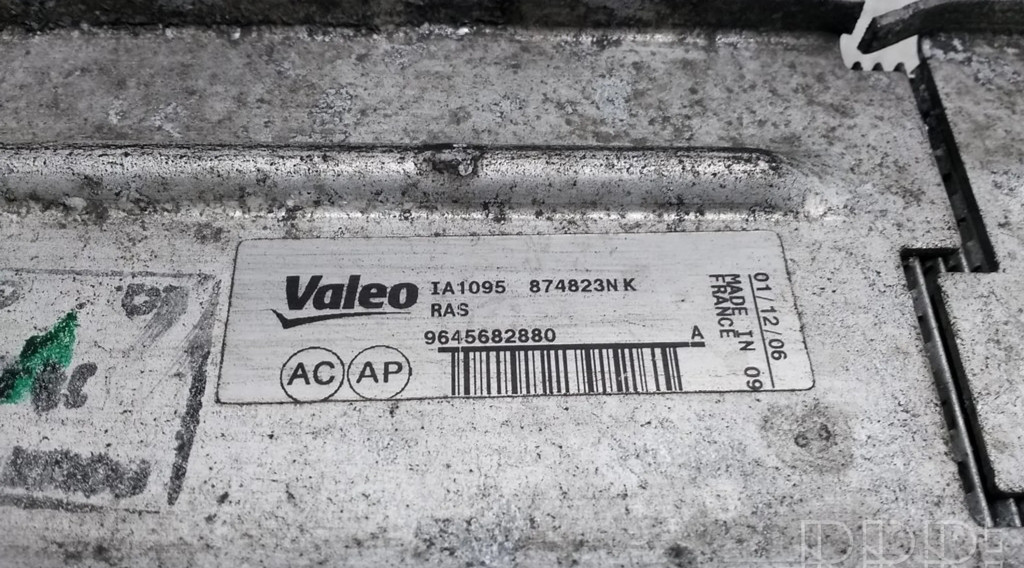 Valeo IA1095 874823NK
RAS
9645682880 A
AC AP
MADE IN
FRANCE
01/12/06 09